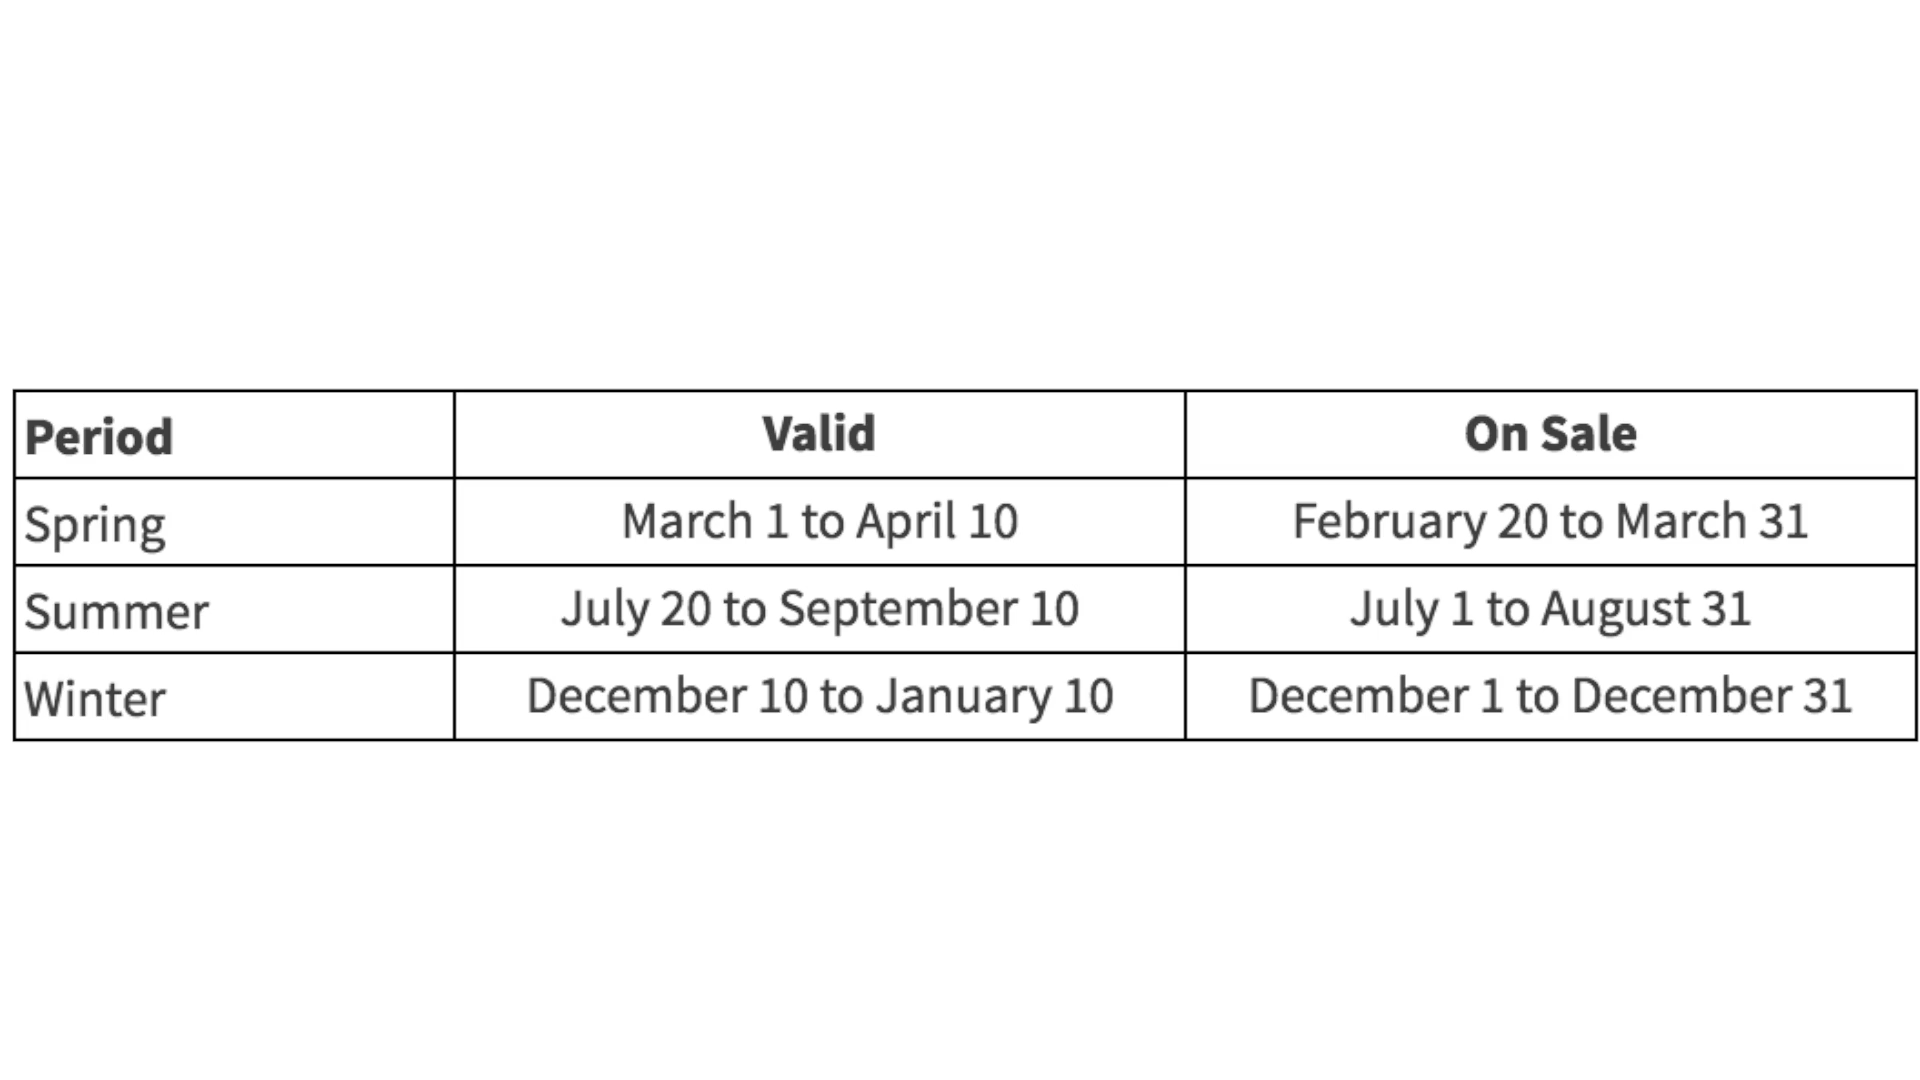 Period Valid On Sale
Spring March 1 to April 10 February 20 to March 31
Summer July 20 to September 10 July 1 to August 31
Winter December 10 to January 10 December 1 to December 31